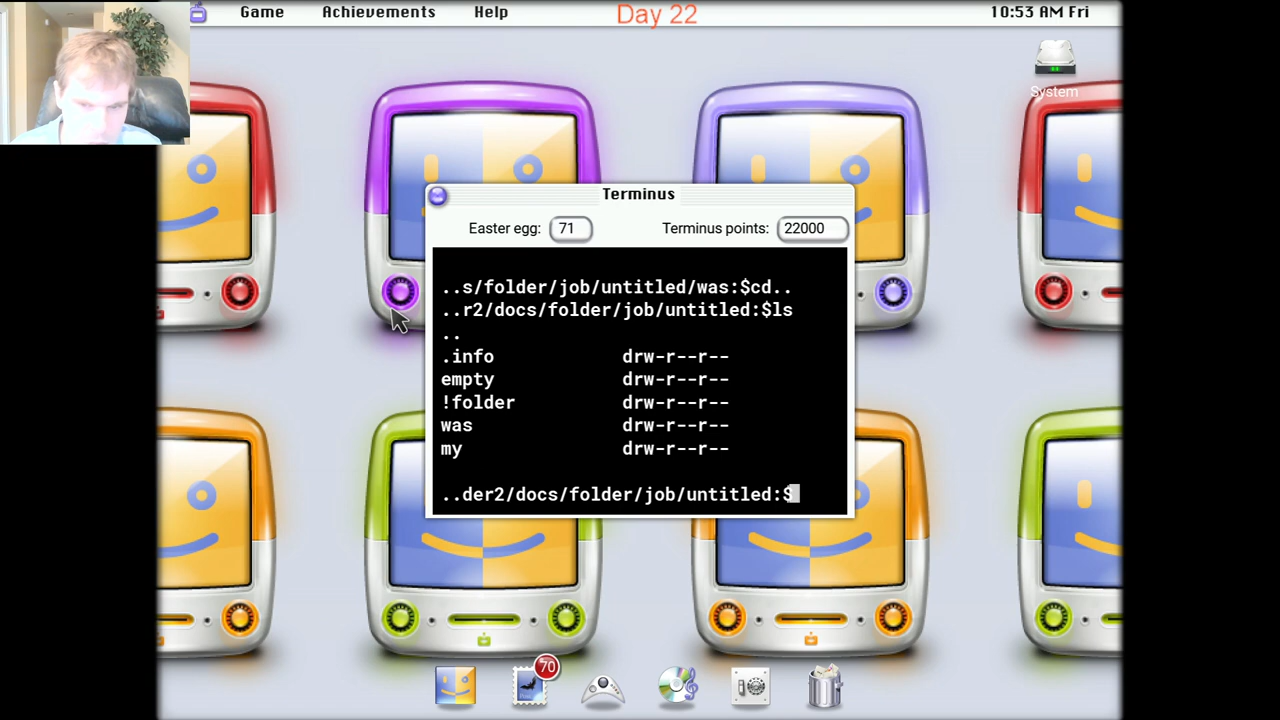 Game Achievements Help Day 22 10:53 AM Fri
System
Terminus
Easter egg: 71 Terminus points: 22000
..s/folder/job/untitled/was:$cd..
..r2/docs/folder/job/untitled:$ls
..
.info drw-r--r--
empty drw-r--r--
!folder drw-r--r--
was drw-r--r--
my drw-r--r--
..der2/docs/folder/job/untitled:$
70